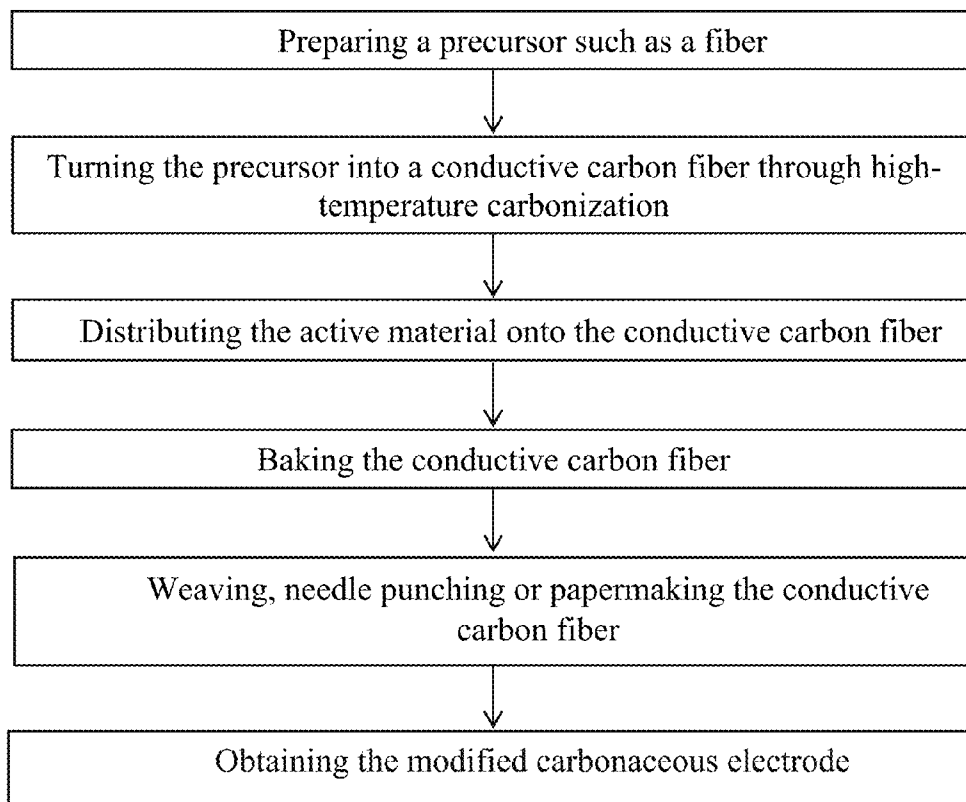 Preparing a precursor such as a fiber
Turning the precursor into a conductive carbon fiber through high-
temperature carbonization
Distributing the active material onto the conductive carbon fiber
Baking the conductive carbon fiber
Weaving, needle punching or papermaking the conductive
carbon fiber
Obtaining the modified carbonaceous electrode